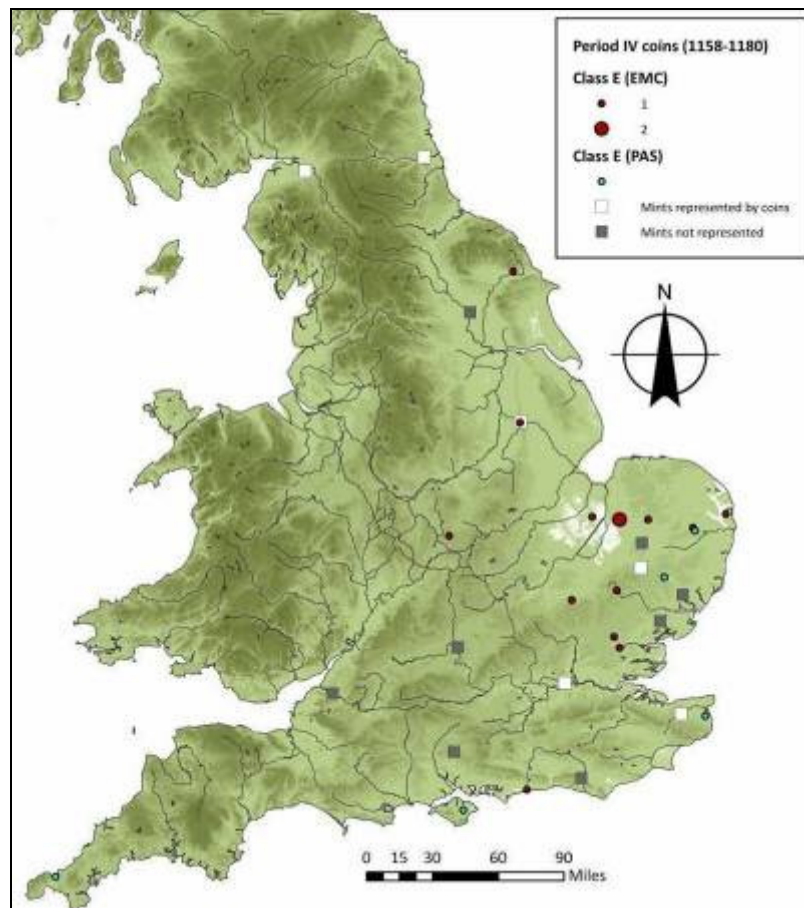 Period IV coins (1158-1180)
Class E (EMC)
1
2
Class E (PAS)
Mints represented by coins
Mints not represented
N
0 15 30 60 90
Miles